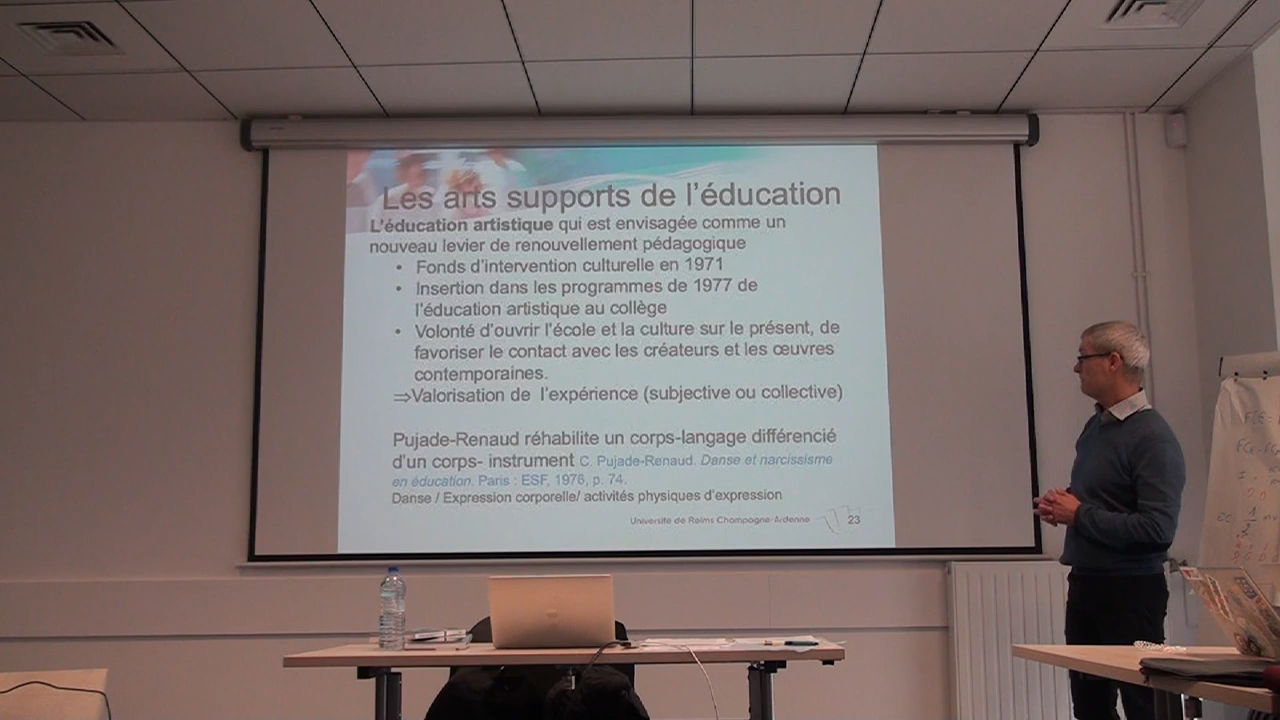 Les arts supports de l'éducation
L'éducation artistique qui est envisagée comme un
nouveau levier de renouvellement pédagogique
• Fonds d'intervention culturelle en 1971
• Insertion dans les programmes de 1977 de
l'éducation artistique au collège
• Volonté d'ouvrir l'école et la culture sur le présent, de
favoriser le contact avec les créateurs et les œuvres
contemporaines.
⇒Valorisation de l'expérience (subjective ou collective)
Pujade-Renaud réhabilite un corps-langage différencié
d'un corps- instrument C. Pujade-Renaud. Danse et narcissisme
en éducation. Paris : ESF, 1976, p. 74.
Danse / Expression corporelle/ activités physiques d'expression
Université de Reims Champagne-Ardenne 23